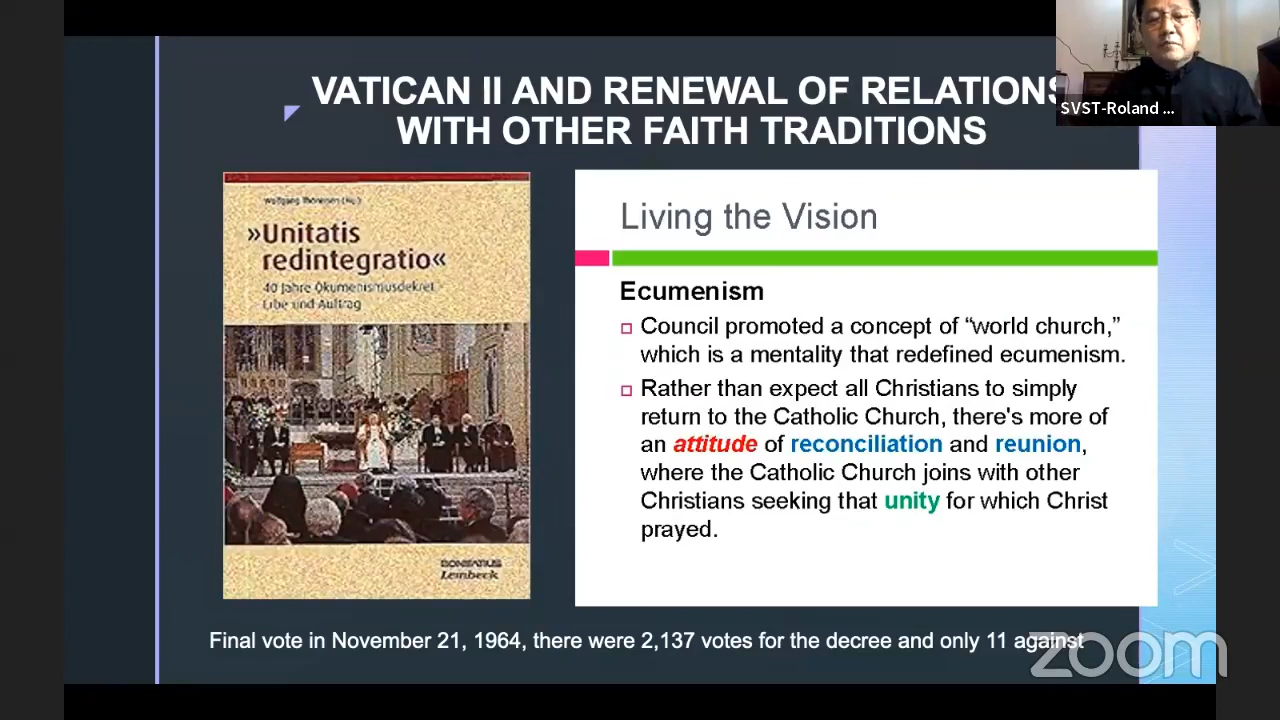 VATICAN II AND RENEWAL OF RELATIONS
WITH OTHER FAITH TRADITIONS
SVST-Roland ...
Wolfgang Thönissen (Hg.)
»Unitatis
redintegratio«
40 Jahre Ökumenismusdekret
Erbe und Auftrag
BONIFATIUS
Lembeck
Living the Vision
Ecumenism
Council promoted a concept of “world church,”
which is a mentality that redefined ecumenism.
Rather than expect all Christians to simply
return to the Catholic Church, there's more of
an attitude of reconciliation and reunion,
where the Catholic Church joins with other
Christians seeking that unity for which Christ
prayed.
Final vote in November 21, 1964, there were 2,137 votes for the decree and only 11 against
zoom